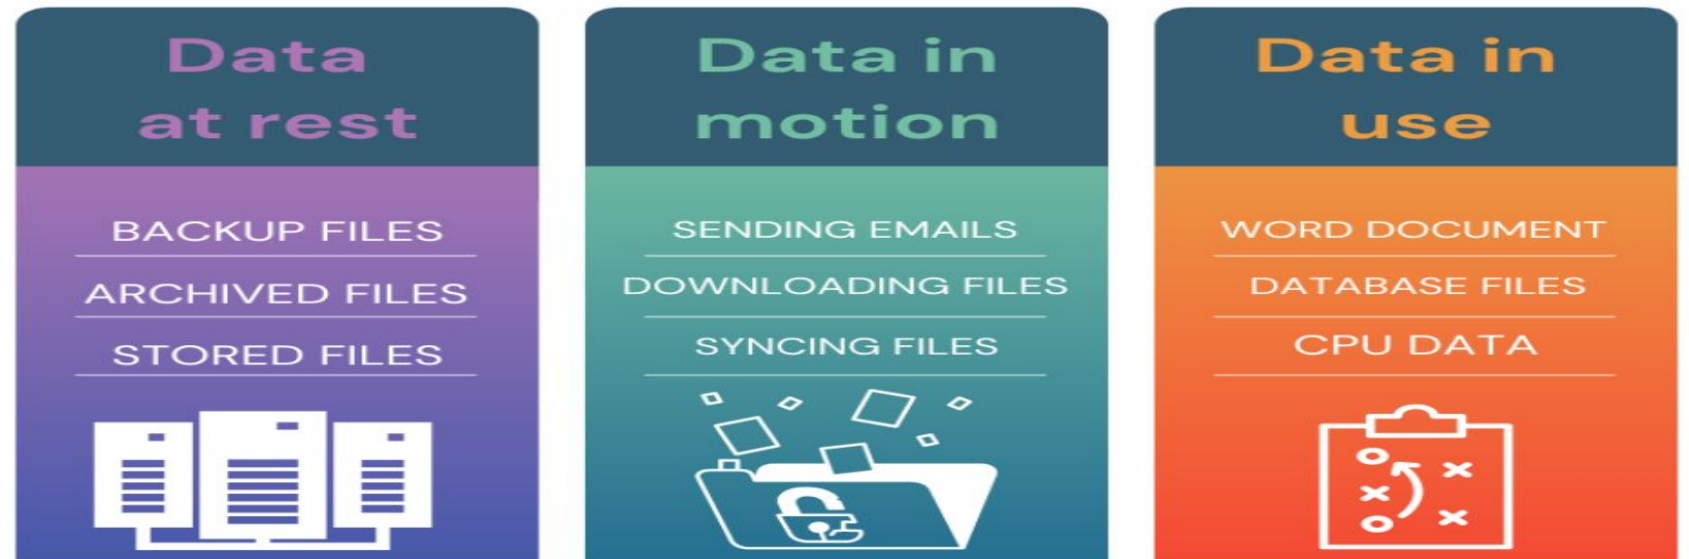 Data
at rest
BACKUP FILES
ARCHIVED FILES
STORED FILES
Data in
motion
SENDING EMAILS
DOWNLOADING FILES
SYNCING FILES
Data in
use
WORD DOCUMENT
DATABASE FILES
CPU DATA